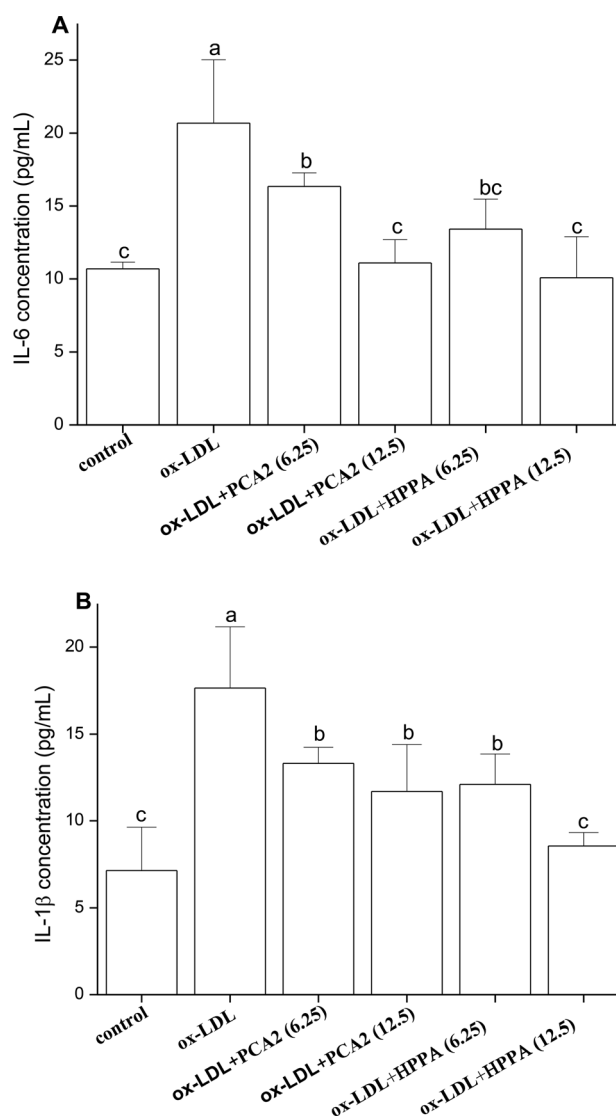 A
IL-6 concentration (pg/mL)
25
20
15
10
5
0
a
b
bc
c
c
c
control
ox-LDL
ox-LDL+PCA2 (6.25)
ox-LDL+PCA2 (12.5)
ox-LDL+HPPA (6.25)
ox-LDL+HPPA (12.5)
B
IL-1β concentration (pg/mL)
20
15
10
5
0
a
b
b
b
c
c
control
ox-LDL
ox-LDL+PCA2 (6.25)
ox-LDL+PCA2 (12.5)
ox-LDL+HPPA (6.25)
ox-LDL+HPPA (12.5)